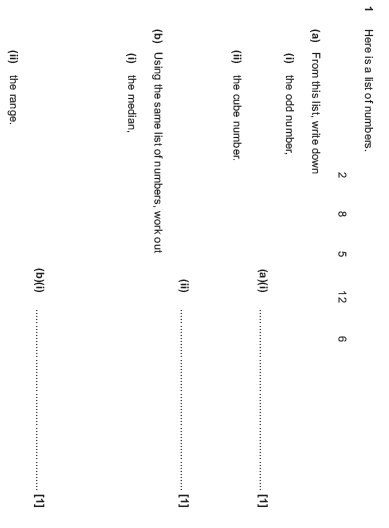 1 Here is a list of numbers.
2 8 5 12 6
(a) From this list, write down
(i) the odd number,
(a)(i) .................................................... [1]
(ii) the cube number.
(ii) .................................................... [1]
(b) Using the same list of numbers, work out
(i) the median,
(b)(i) .................................................... [1]
(ii) the range.